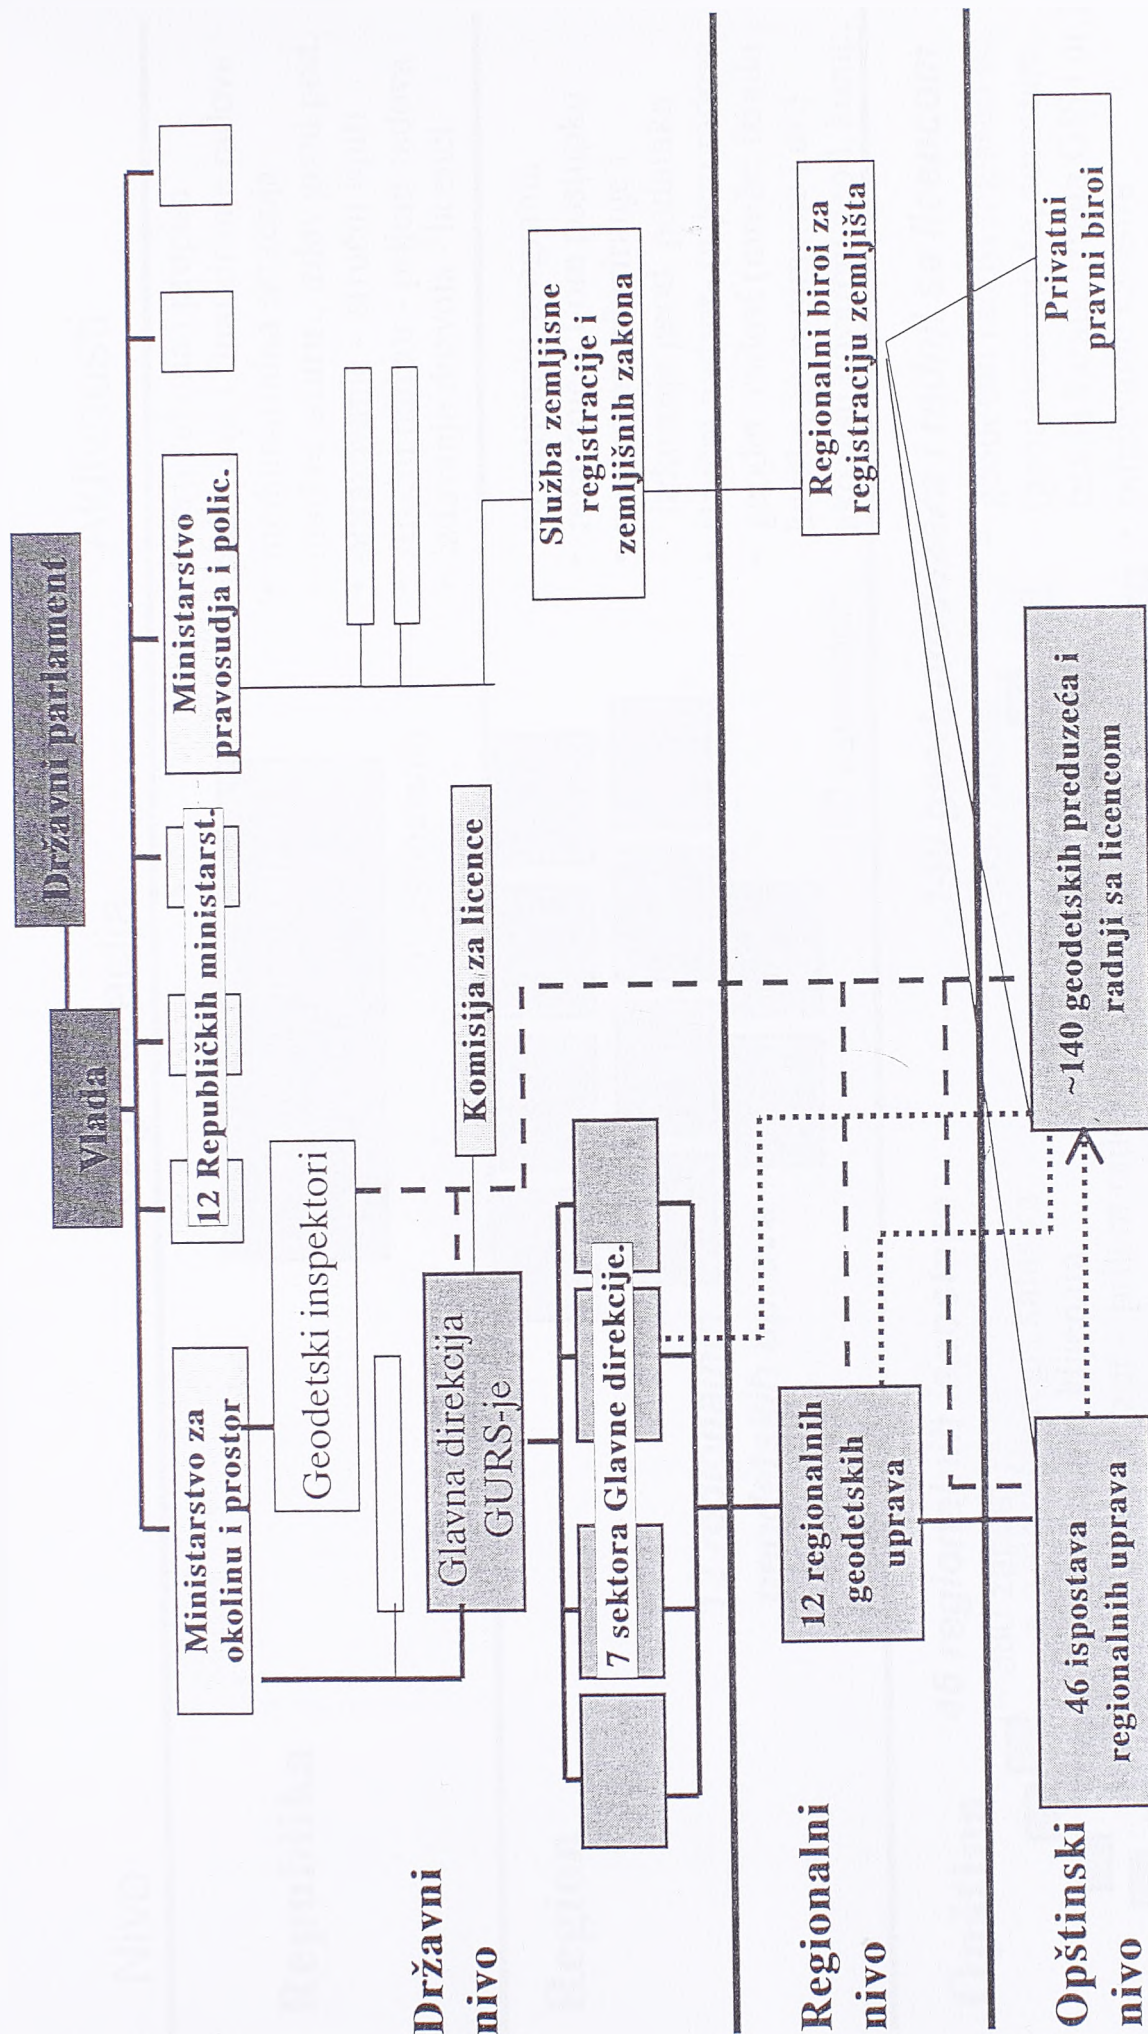 Državni parlament
Vlada
Ministarstvo za
okolinu i prostor
12 Republičkih ministarst.
Ministarstvo
pravosudja i polic.
Geodetski inspektori
Državni
nivo
Glavna direkcija
GURS-je
Komisija za licence
Služba zemljisne
registracije i
zemljišnih zakona
7 sektora Glavne direkcije.
Regionalni
nivo
12 regionalnih
geodetskih
uprava
Regionalni biroi za
registraciju zemljišta
Opštinski
nivo
46 ispostava
regionalnih uprava
~140 geodetskih preduzeća i
radnji sa licencom
Privatni
pravni biroi